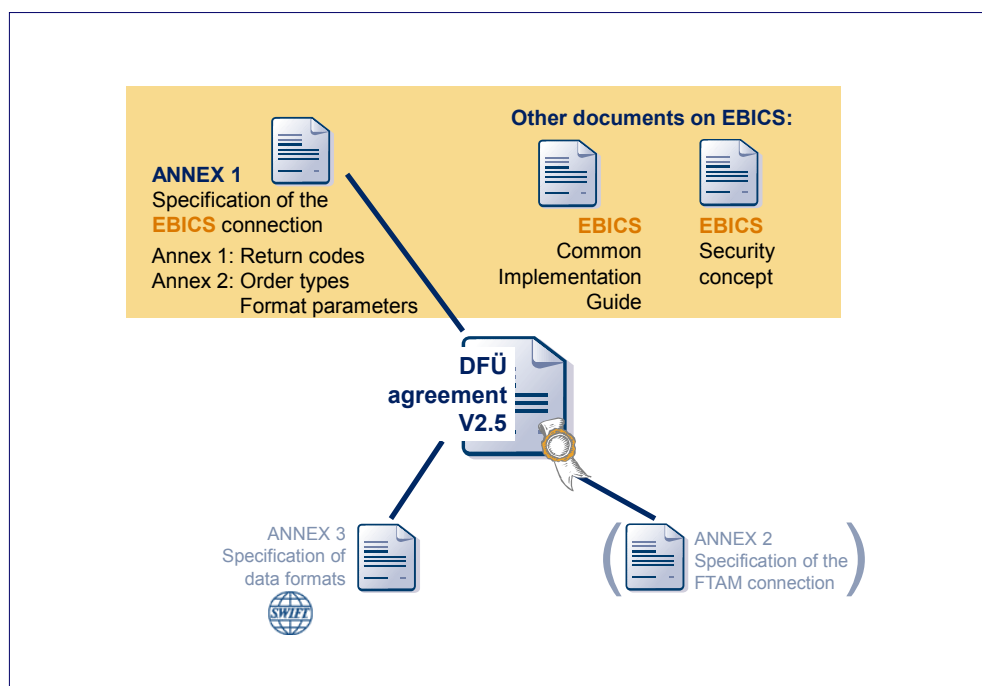 Other documents on EBICS:
ANNEX 1
Specification of the
EBICS connection
Annex 1: Return codes
Annex 2: Order types
Format parameters
EBICS
Common
Implementation
Guide
EBICS
Security
concept
DFÜ
agreement
V2.5
ANNEX 3
Specification of
data formats
SWIFT
( ANNEX 2
Specification of the
FTAM connection )